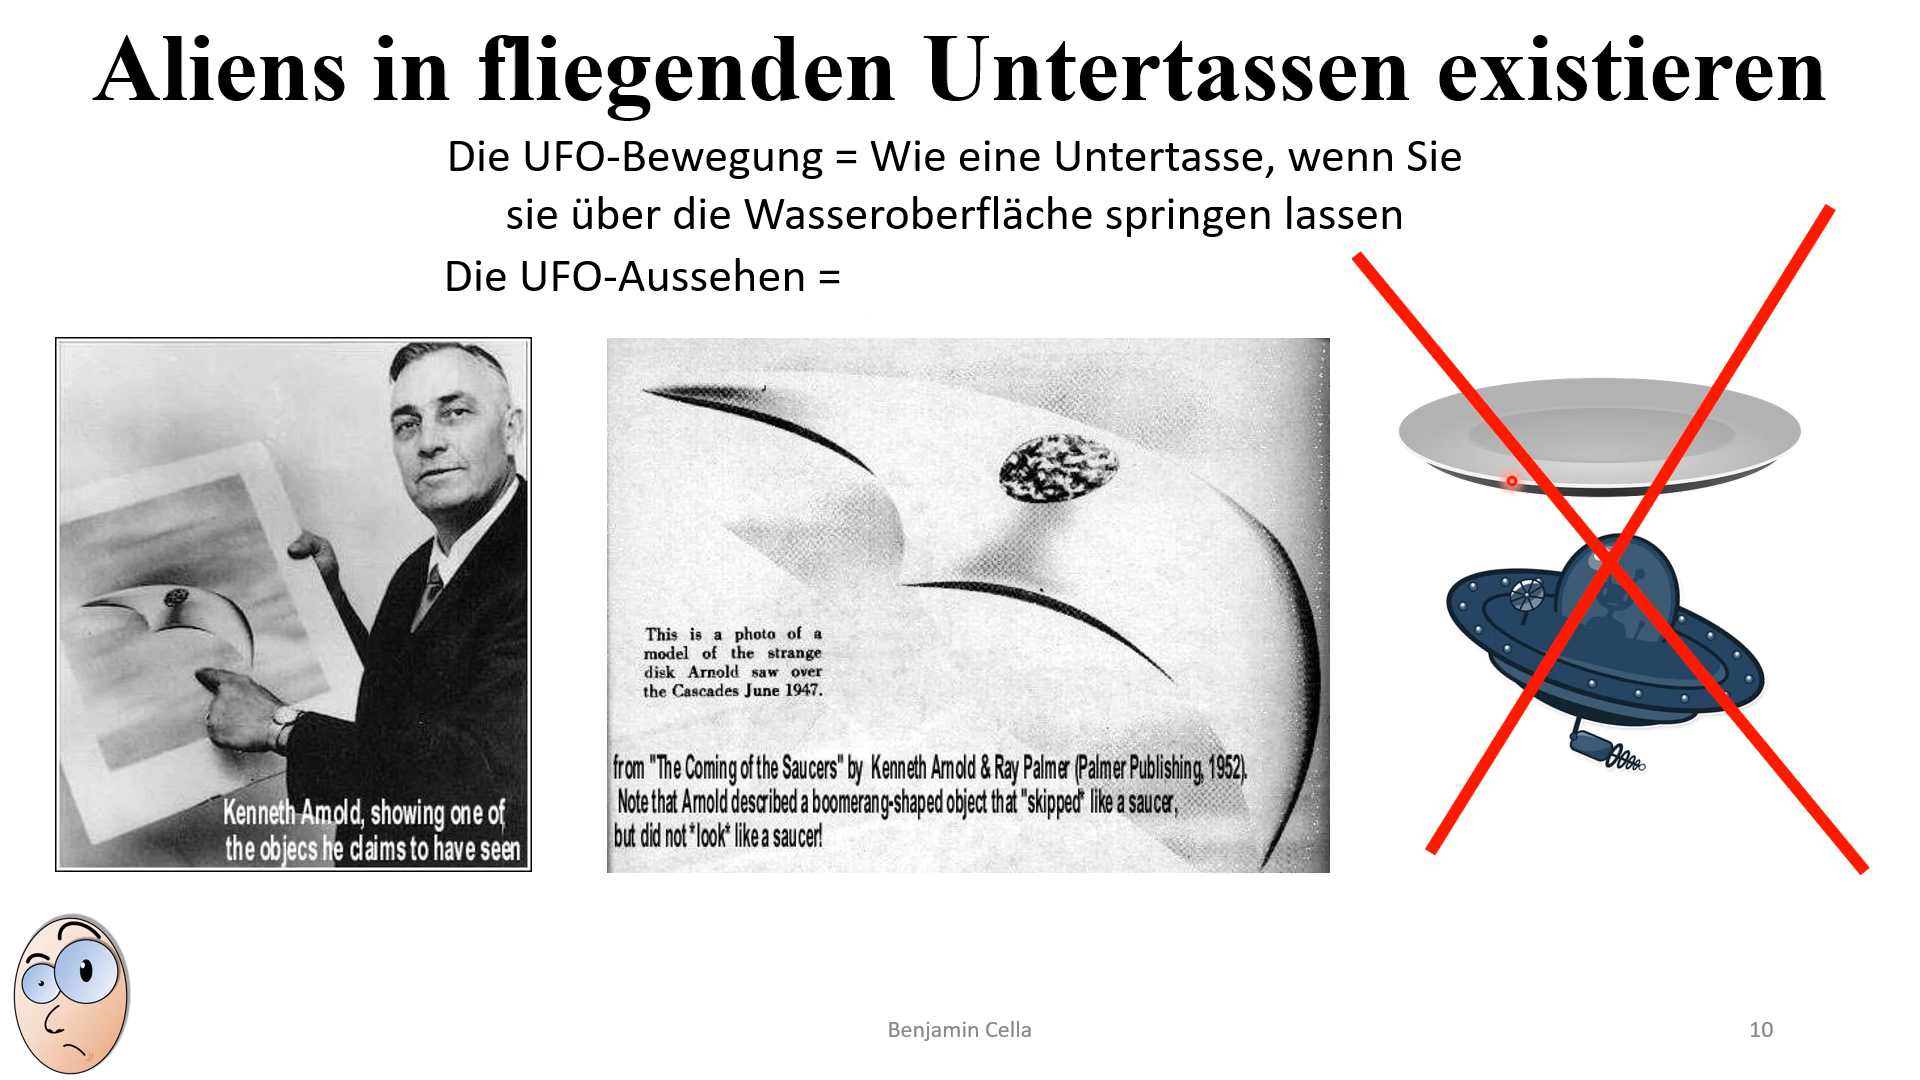 Aliens in fliegenden Untertassen existieren
Die UFO-Bewegung = Wie eine Untertasse, wenn Sie
sie über die Wasseroberfläche springen lassen
Die UFO-Aussehen =
Kenneth Arnold, showing one of
the objecs he claims to have seen
This is a photo of a
model of the strange
disk Arnold saw over
the Cascades June 1947.
from "The Coming of the Saucers" by Kenneth Arnold & Ray Palmer (Palmer Publishing, 1952).
Note that Arnold described a boomerang-shaped object that "skipped* like a saucer,
but did not *look* like a saucer!
Benjamin Cella
10